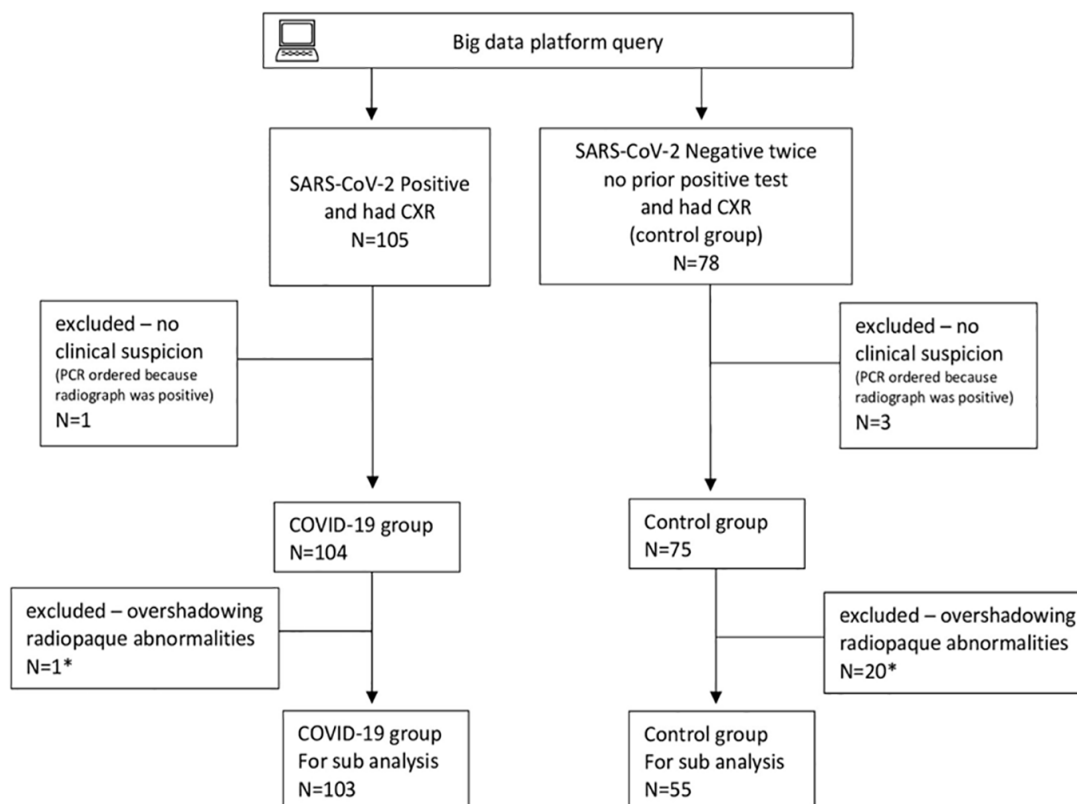 Big data platform query
SARS-CoV-2 Positive
and had CXR
N=105
SARS-CoV-2 Negative twice
no prior positive test
and had CXR
(control group)
N=78
excluded – no
clinical suspicion
(PCR ordered because
radiograph was positive)
N=1
excluded – no
clinical suspicion
(PCR ordered because
radiograph was positive)
N=3
COVID-19 group
N=104
Control group
N=75
excluded – overshadowing
radiopaque abnormalities
N=1*
excluded – overshadowing
radiopaque abnormalities
N=20*
COVID-19 group
For sub analysis
N=103
Control group
For sub analysis
N=55